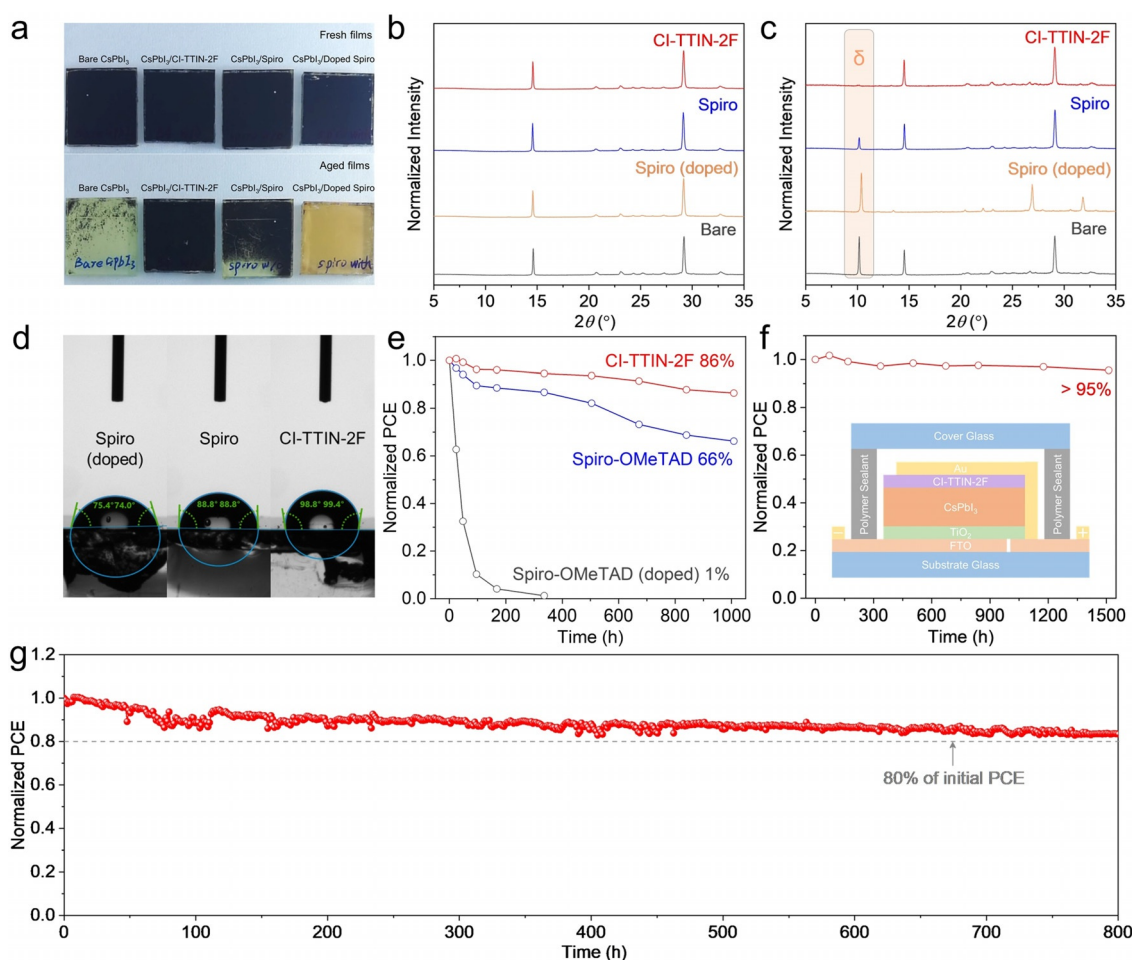 a
Fresh films
Bare CsPbI₃ CsPbI₃/Cl-TTIN-2F CsPbI₃/Spiro CsPbI₃/Doped Spiro
Aged films
Bare CsPbI₃ CsPbI₃/Cl-TTIN-2F CsPbI₃/Spiro CsPbI₃/Doped Spiro
Bare CsPbI₃ spiro w/o spiro with
b
Normalized Intensity
CI-TTIN-2F
Spiro
Spiro (doped)
Bare
5 10 15 20 25 30 35
2θ (°)
c
Normalized Intensity
δ
CI-TTIN-2F
Spiro
Spiro (doped)
Bare
5 10 15 20 25 30 35
2θ (°)
d
Spiro
(doped)
Spiro
CI-TTIN-2F
75.4° 74.0°
88.8° 88.8°
98.8° 99.4°
e
Normalized PCE
1.0
0.8
0.6
0.4
0.2
0.0
CI-TTIN-2F 86%
Spiro-OMeTAD 66%
Spiro-OMeTAD (doped) 1%
0 200 400 600 800 1000
Time (h)
f
Normalized PCE
1.0
0.8
0.6
0.4
0.2
0.0
> 95%
Cover Glass
Polymer Sealant
Au
CI-TTIN-2F
CsPbI₃
TiO₂
FTO
Substrate Glass
Polymer Sealant
−
+
0 300 600 900 1200 1500
Time (h)
g
Normalized PCE
1.2
1.0
0.8
0.6
0.4
0.2
0.0
80% of initial PCE
0 100 200 300 400 500 600 700 800
Time (h)